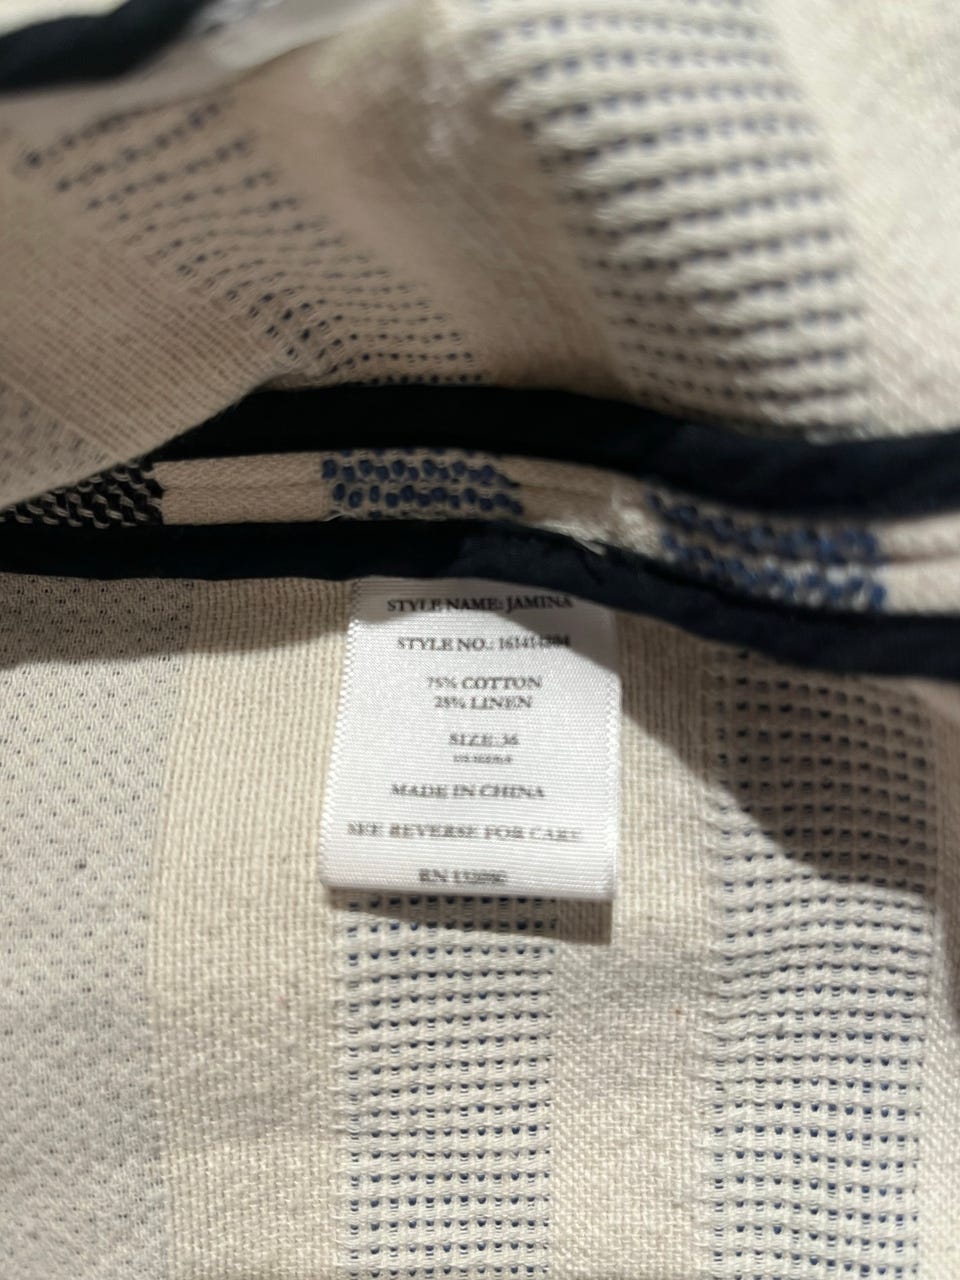 STYLE NAME: JAMINA
STYLE NO.:
75% COTTON
25% LINEN
SIZE: 36
MADE IN CHINA
SEE REVERSE FOR CARE
RN